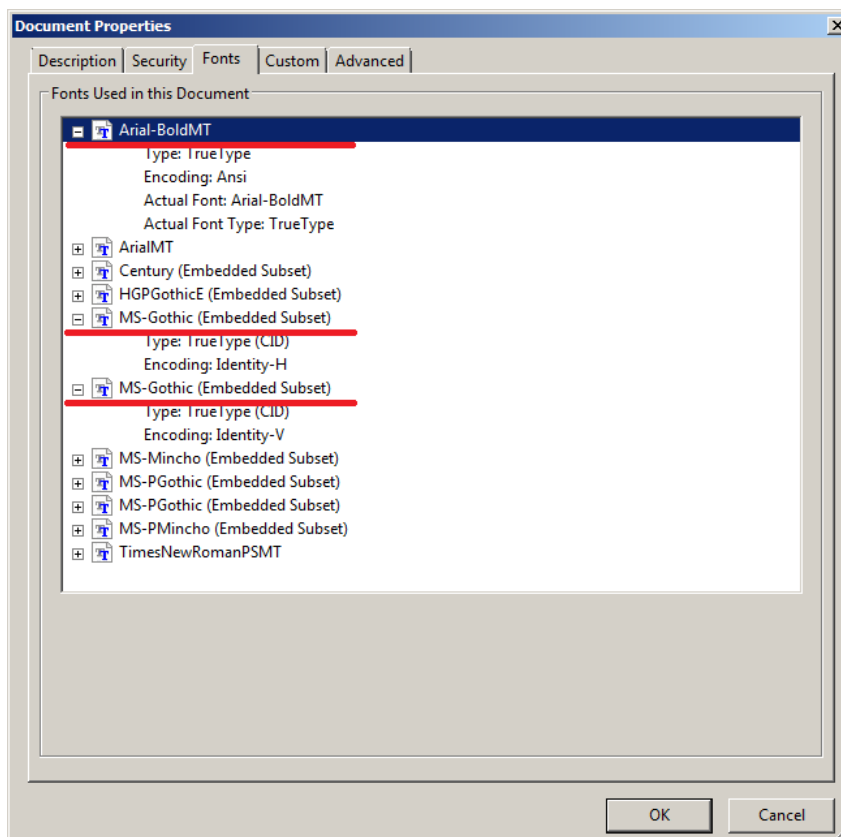 Document Properties
Description Security Fonts Custom Advanced
Fonts Used in this Document
Arial-BoldMT
Type: TrueType
Encoding: Ansi
Actual Font: Arial-BoldMT
Actual Font Type: TrueType
ArialMT
Century (Embedded Subset)
HGPGothicE (Embedded Subset)
MS-Gothic (Embedded Subset)
Type: TrueType (CID)
Encoding: Identity-H
MS-Gothic (Embedded Subset)
Type: TrueType (CID)
Encoding: Identity-V
MS-Mincho (Embedded Subset)
MS-PGothic (Embedded Subset)
MS-PGothic (Embedded Subset)
MS-PMincho (Embedded Subset)
TimesNewRomanPSMT
OK Cancel